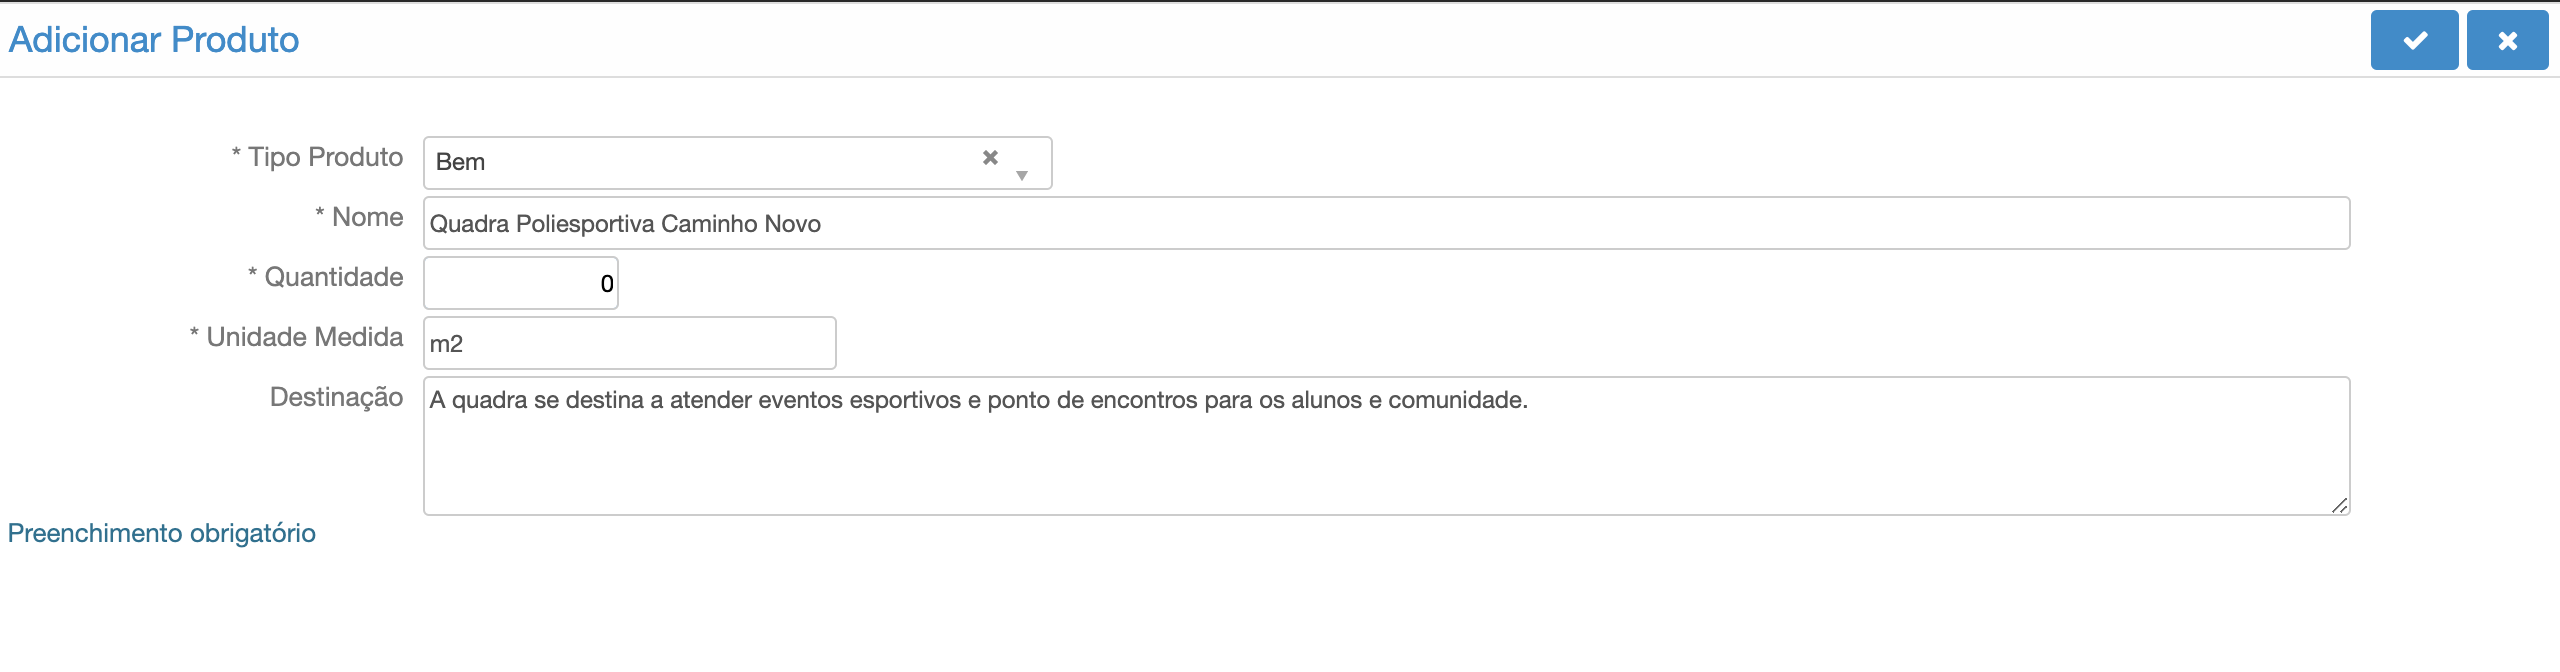 Adicionar Produto
* Tipo Produto Bem
* Nome Quadra Poliesportiva Caminho Novo
* Quantidade 0
* Unidade Medida m2
Destinação A quadra se destina a atender eventos esportivos e ponto de encontros para os alunos e comunidade.
Preenchimento obrigatório